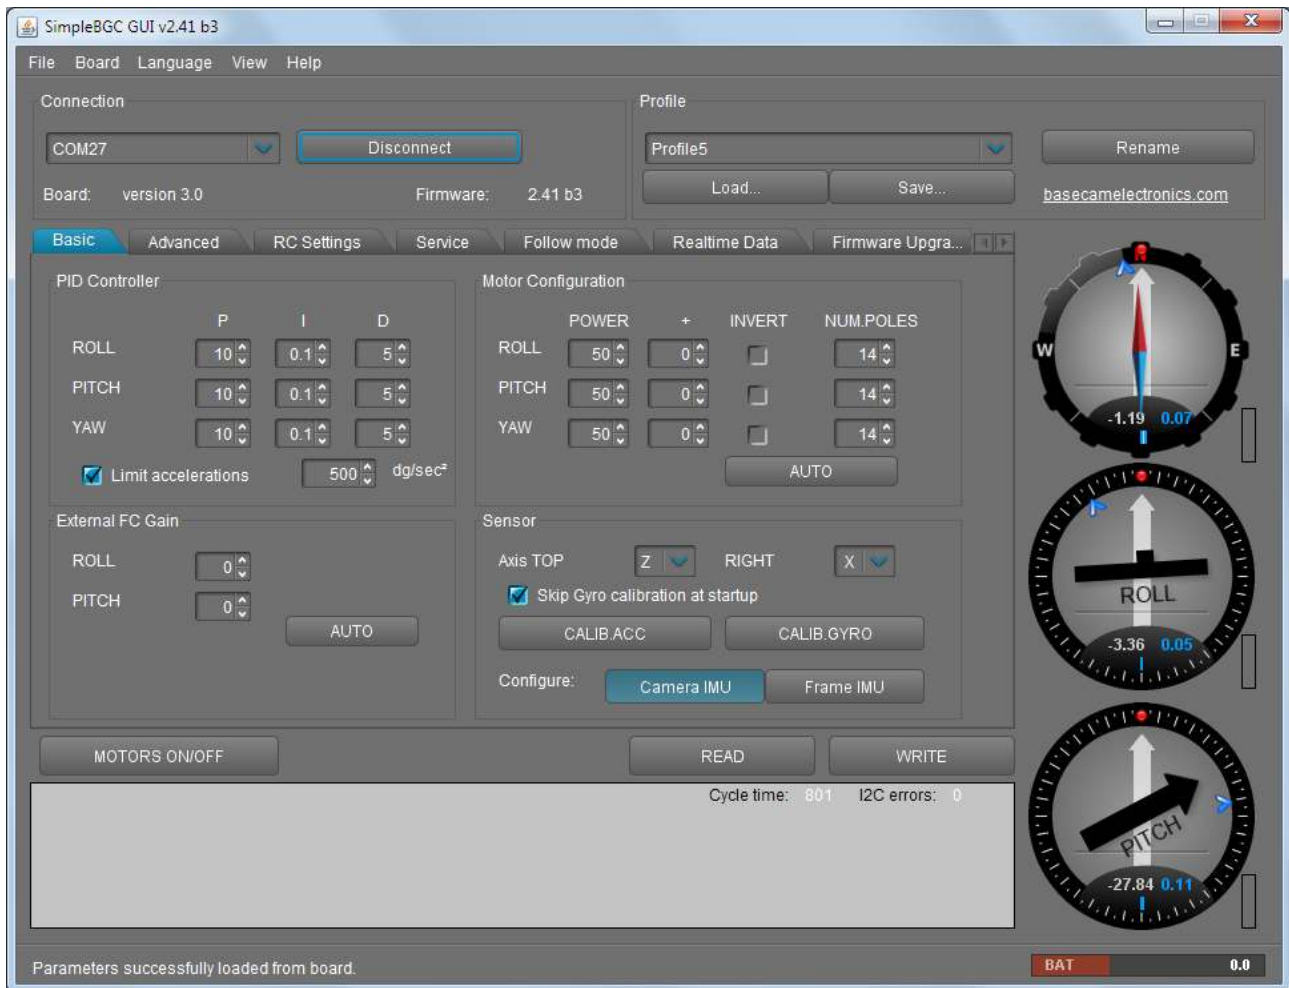 SimpleBGC GUI v2.41 b3
File Board Language View Help
Connection
COM27 Disconnect
Board: version 3.0 Firmware: 2.41 b3
Profile
Profile5 Rename
Load... Save... basecamelectronics.com
Basic Advanced RC Settings Service Follow mode Realtime Data Firmware Upgra...
PID Controller
P I D
ROLL 10 0.1 5
PITCH 10 0.1 5
YAW 10 0.1 5
Limit accelerations 500 dg/sec²
Motor Configuration
POWER + INVERT NUM.POLES
ROLL 50 0 14
PITCH 50 0 14
YAW 50 0 14
AUTO
External FC Gain
ROLL 0
PITCH 0
AUTO
Sensor
Axis TOP Z RIGHT X
Skip Gyro calibration at startup
CALIB.ACC CALIB.GYRO
Configure: Camera IMU Frame IMU
W E
-1.19 0.07
ROLL
-3.36 0.05
PITCH
-27.84 0.11
MOTORS ON/OFF READ WRITE
Cycle time: 801 I2C errors: 0
Parameters successfully loaded from board.
BAT 0.0